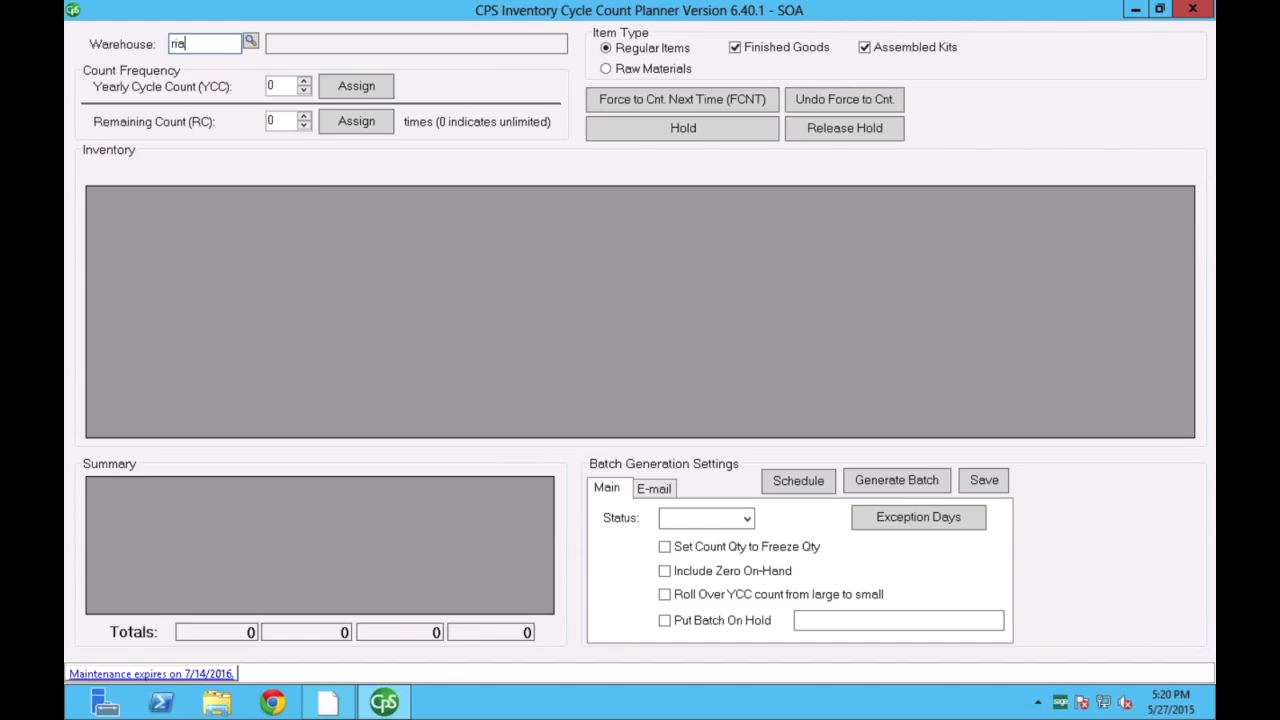 CPS Inventory Cycle Count Planner Version 6.40.1 - SOA
Warehouse: ria
Item Type
Regular Items Finished Goods Assembled Kits
Raw Materials
Count Frequency
Yearly Cycle Count (YCC): 0 Assign
Remaining Count (RC): 0 Assign times (0 indicates unlimited)
Force to Cnt. Next Time (FCNT) Undo Force to Cnt.
Hold Release Hold
Inventory
Summary
Totals: 0 0 0 0
Batch Generation Settings
Main E-mail Schedule Generate Batch Save
Status: Exception Days
Set Count Qty to Freeze Qty
Include Zero On-Hand
Roll Over YCC count from large to small
Put Batch On Hold
Maintenance expires on 7/14/2016.
CPS
sage
5:20 PM
5/27/2015